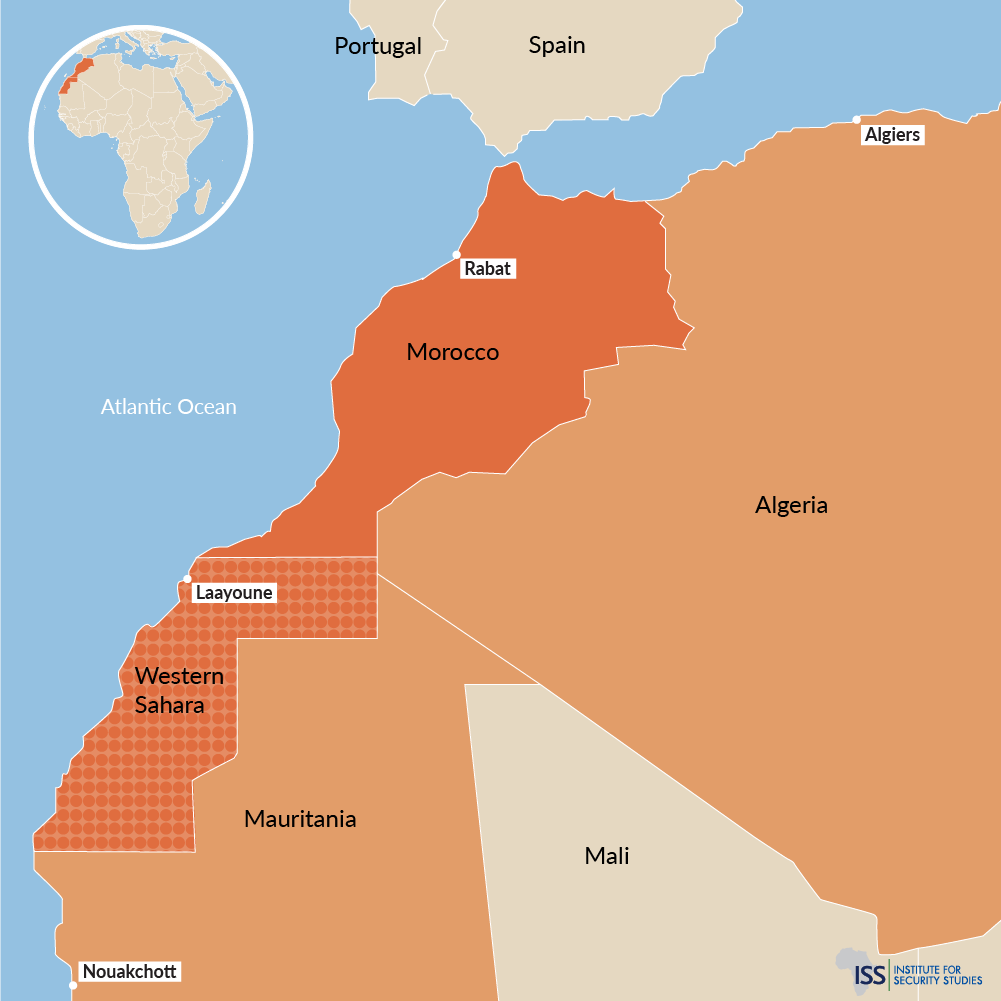 Portugal
Spain
Algiers
Rabat
Morocco
Atlantic Ocean
Algeria
Laayoune
Western
Sahara
Mauritania
Mali
Nouakchott
ISS
INSTITUTE FOR
SECURITY STUDIES